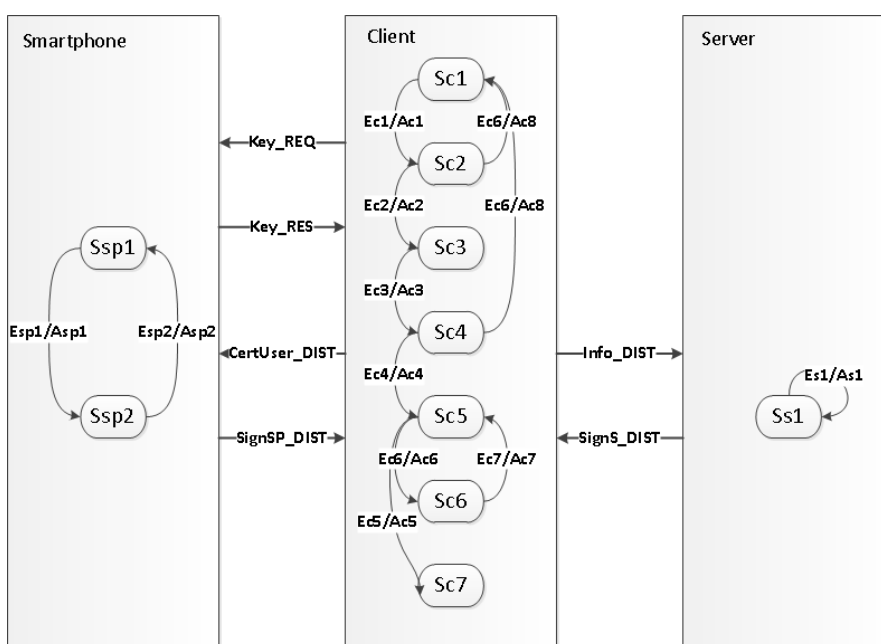 Smartphone
Client
Server
Sc1
Ec1/Ac1
Ec6/Ac8
Key_REQ
Sc2
Ec2/Ac2
Ec6/Ac8
Key_RES
Ssp1
Sc3
Ec3/Ac3
Esp1/Asp1
Esp2/Asp2
Sc4
CertUser_DIST
Info_DIST
Ec4/Ac4
Es1/As1
Ssp2
Sc5
Ss1
SignSP_DIST
SignS_DIST
Ec6/Ac6
Ec7/Ac7
Sc6
Ec5/Ac5
Sc7